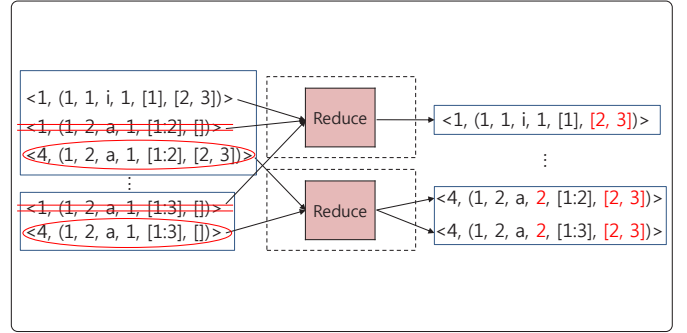 <1, (1, 1, i, 1, [1], [2, 3])>
<1, (1, 2, a, 1, [1:2], [])>
<4, (1, 2, a, 1, [1:2], [2, 3])>
⋮
<1, (1, 2, a, 1, [1:3], [])>
<4, (1, 2, a, 1, [1:3], [])>
Reduce
Reduce
<1, (1, 1, i, 1, [1], [2, 3])>
⋮
<4, (1, 2, a, 2, [1:2], [2, 3])>
<4, (1, 2, a, 2, [1:3], [2, 3])>